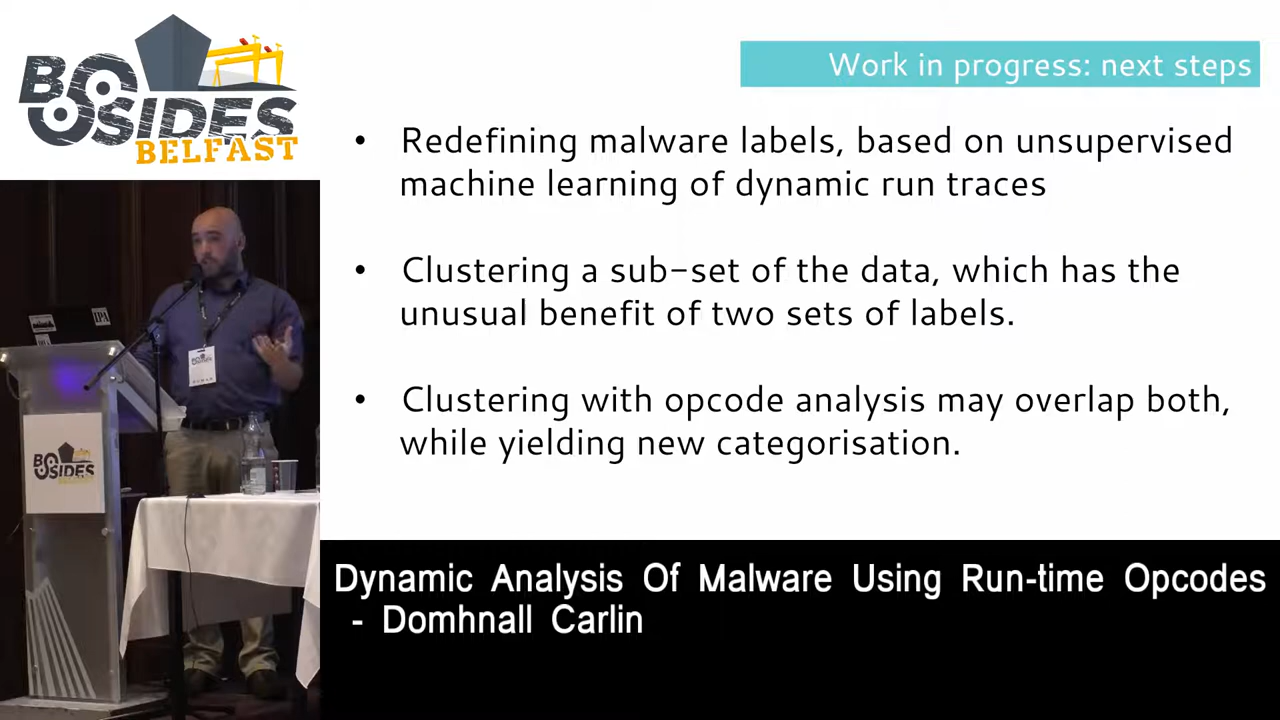 BSIDES
BELFAST
Work in progress: next steps
• Redefining malware labels, based on unsupervised
machine learning of dynamic run traces
• Clustering a sub-set of the data, which has the
unusual benefit of two sets of labels.
• Clustering with opcode analysis may overlap both,
while yielding new categorisation.
IPA
BSIDES
BELFAST
HUMAN
Dynamic Analysis Of Malware Using Run-time Opcodes
- Domhnall Carlin